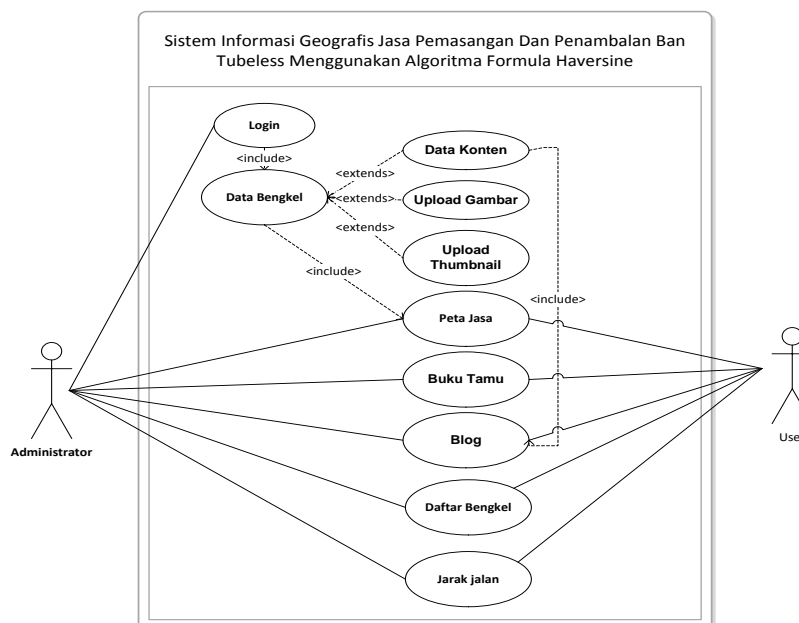 Sistem Informasi Geografis Jasa Pemasangan Dan Penambalan Ban
Tubeless Menggunakan Algoritma Formula Haversine
Login
<include>
Data Bengkel
Data Konten
<extends>
Upload Gambar
<extends>
<extends>
Upload
Thumbnail
<include>
<include>
Peta Jasa
Buku Tamu
Blog
Daftar Bengkel
Jarak jalan
Administrator
Use